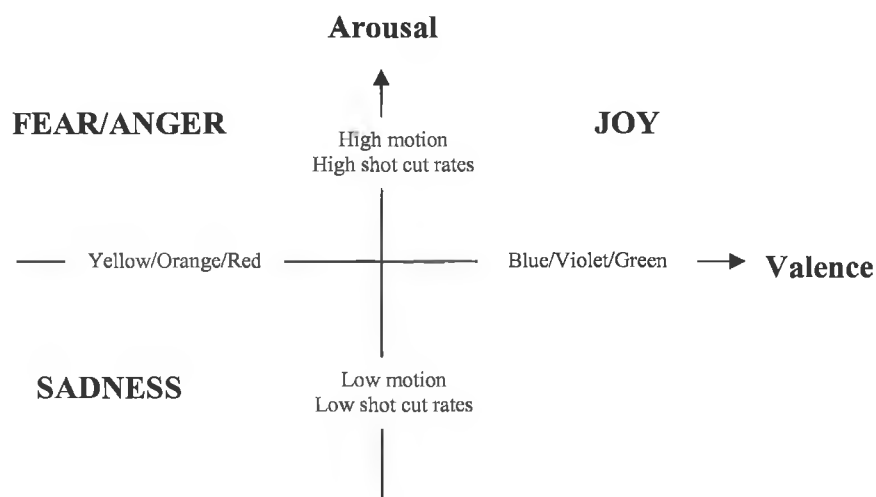 Arousal
FEAR/ANGER
JOY
High motion
High shot cut rates
Yellow/Orange/Red
Blue/Violet/Green
Valence
SADNESS
Low motion
Low shot cut rates